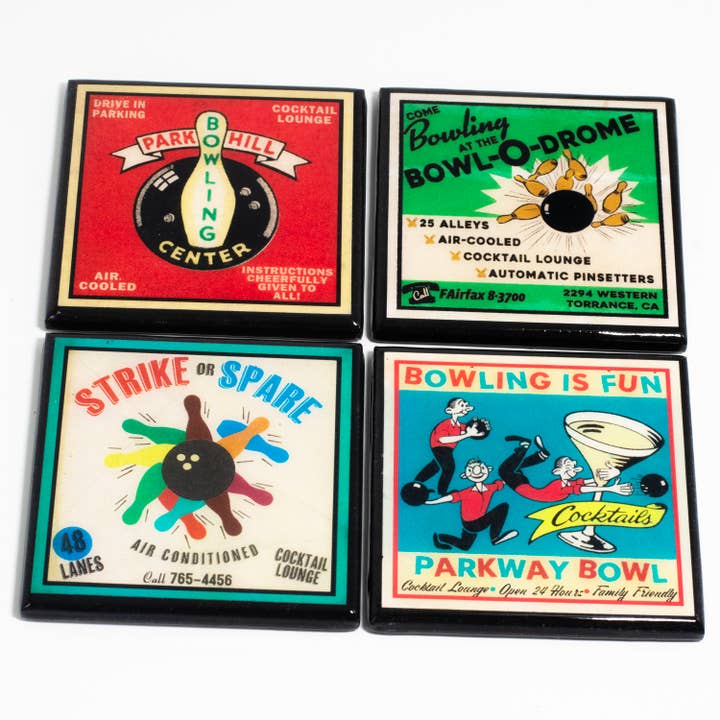 DRIVE IN
PARKING
COCKTAIL
LOUNGE
PARK HILL
BOWLING
CENTER
AIR
COOLED
INSTRUCTIONS
CHEERFULLY
GIVEN TO
ALL!
COME
Bowling
AT THE
BOWL-O-DROME
25 ALLEYS
AIR-COOLED
COCKTAIL LOUNGE
AUTOMATIC PINSETTERS
Call FAirfax 8-3700
2294 WESTERN
TORRANCE, CA
STRIKE OR SPARE
48
LANES
AIR CONDITIONED
Call 765-4456
COCKTAIL
LOUNGE
BOWLING IS FUN
Cocktails
PARKWAY BOWL
Cocktail Lounge • Open 24 Hours • Family Friendly